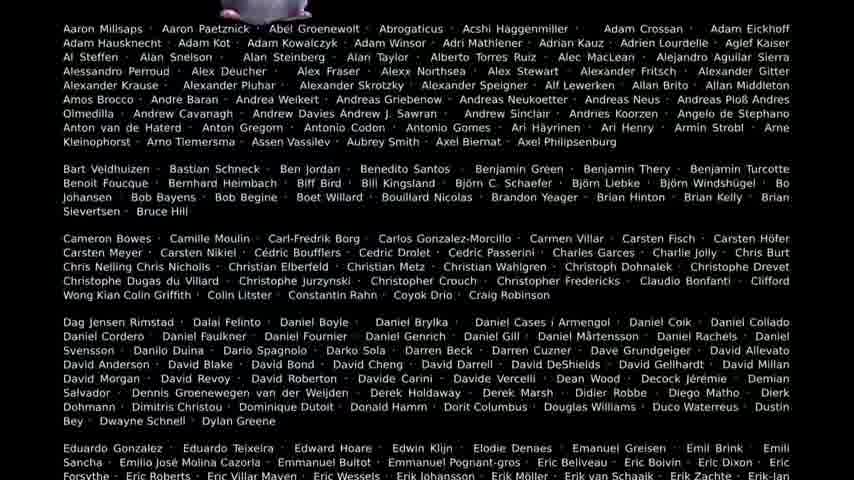 Aaron Millsaps · Aaron Paetznick · Abel Groenewolt · Abrogaticus · Acshi Haggenmiller · Adam Crossan · Adam Eickhoff
Adam Hausknecht · Adam Kot · Adam Kowalczyk · Adam Winsor · Adri Mathlener · Adrian Kauz · Adrien Lourdelle · Aglef Kaiser
Al Steffen · Alan Snelson · Alan Steinberg · Alan Taylor · Alberto Torres Ruiz · Alec MacLean · Alejandro Aguilar Sierra
Alessandro Perroud · Alex Deucher · Alex Fraser · Alexx Northsea · Alex Stewart · Alexander Fritsch · Alexander Gitter
Alexander Krause · Alexander Pluhar · Alexander Skrotzky · Alexander Speigner · Alf Lewerken · Allan Brito · Allan Middleton
Amos Brocco · Andre Baran · Andrea Weikert · Andreas Griebenow · Andreas Neukoetter · Andreas Neus · Andreas Ploß Andres
Olmedilla · Andrew Cavanagh · Andrew Davies Andrew J. Sawran · Andrew Sinclair · Andries Koorzen · Angelo de Stephano
Anton van de Haterd · Anton Gregorn · Antonio Codon · Antonio Gomes · Ari Häyrinen · Ari Henry · Armin Strobl · Arne
Kleinophorst · Arno Tiemersma · Assen Vassilev · Aubrey Smith · Axel Biernat · Axel Philipsenburg
Bart Veldhuizen · Bastian Schneck · Ben Jordan · Benedito Santos · Benjamin Green · Benjamin Thery · Benjamin Turcotte
Benoit Foucque · Bernhard Heimbach · Biff Bird · Bill Kingsland · Björn C. Schaefer · Björn Liebke · Björn Windshügel · Bo
Johansen · Bob Bayens · Bob Begine · Boet Willard · Bouillard Nicolas · Brandon Yeager · Brian Hinton · Brian Kelly · Brian
Sievertsen · Bruce Hill
Cameron Bowes · Camille Moulin · Carl-Fredrik Borg · Carlos Gonzalez-Morcillo · Carmen Villar · Carsten Fisch · Carsten Höfer
Carsten Meyer · Carsten Nikiel · Cédric Boufflers · Cedric Drolet · Cedric Passerini · Charles Garces · Charlie Jolly · Chris Burt
Chris Nelling Chris Nicholls · Christian Elberfeld · Christian Metz · Christian Wahlgren · Christoph Dohnalek · Christophe Drevet
Christophe Dugas du Villard · Christophe Jurzynski · Christopher Crouch · Christopher Fredericks · Claudio Bonfanti · Clifford
Wong Kian Colin Griffith · Colin Litster · Constantin Rahn · Coyok Drio · Craig Robinson
Dag Jensen Rimstad · Dalai Felinto · Daniel Boyle · Daniel Brylka · Daniel Cases i Armengol · Daniel Coik · Daniel Collado
Daniel Cordero · Daniel Faulkner · Daniel Fournier · Daniel Genrich · Daniel Gill · Daniel Mårtensson · Daniel Rachels · Daniel
Svensson · Danilo Duina · Dario Spagnolo · Darko Sola · Darren Beck · Darren Cuzner · Dave Grundgeiger · David Allevato
David Anderson · David Blake · David Bond · David Cheng · David Darrell · David DeShields · David Gellhardt · David Millan
David Morgan · David Revoy · David Roberton · Davide Carini · Davide Vercelli · Dean Wood · Decock Jérémie · Demian
Salvador · Dennis Groenewegen van der Weijden · Derek Holdaway · Derek Marsh · Didier Robbe · Diego Matho · Dierk
Dohmann · Dimitris Christou · Dominique Dutoit · Donald Hamm · Dorit Columbus · Douglas Williams · Duco Waterreus · Dustin
Bey · Dwayne Schnell · Dylan Greene
Eduardo Gonzalez · Eduardo Teixeira · Edward Hoare · Edwin Klijn · Elodie Denaes · Emanuel Greisen · Emil Brink · Emili
Sancha · Emilio José Molina Cazorla · Emmanuel Bultot · Emmanuel Pognant-gros · Eric Beliveau · Eric Boivin · Eric Dixon · Eric
Forsythe · Eric Roberts · Eric Villar Mayen · Eric Wessels · Erik Johansson · Erik Möller · Erik van Schaaik · Erik Zachte · Erik-Jan